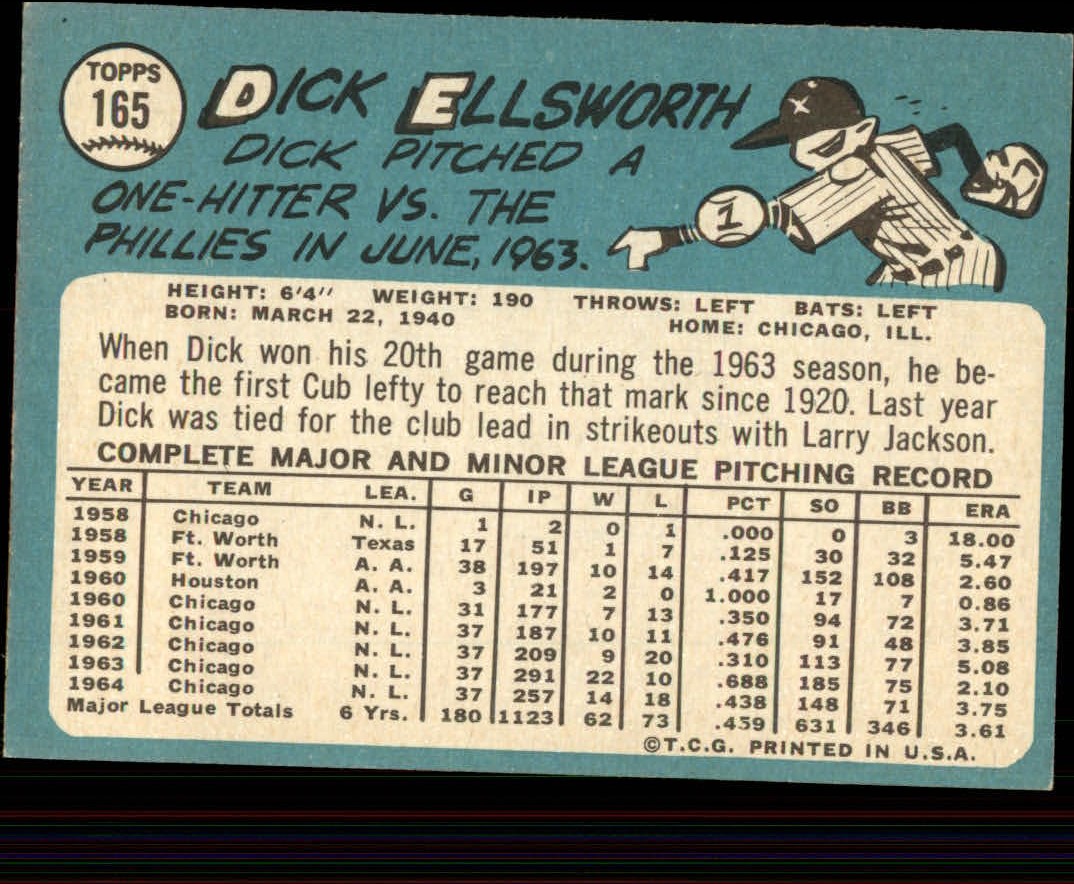 TOPPS
165
DICK ELLSWORTH
DICK PITCHED A
ONE-HITTER VS. THE
PHILLIES IN JUNE, 1963.
1
HEIGHT: 6'4" WEIGHT: 190 THROWS: LEFT BATS: LEFT
BORN: MARCH 22, 1940 HOME: CHICAGO, ILL.
When Dick won his 20th game during the 1963 season, he be-
came the first Cub lefty to reach that mark since 1920. Last year
Dick was tied for the club lead in strikeouts with Larry Jackson.
COMPLETE MAJOR AND MINOR LEAGUE PITCHING RECORD
YEAR TEAM LEA. G IP W L PCT SO BB ERA
1958 Chicago N. L. 1 2 0 1 .000 0 3 18.00
1958 Ft. Worth Texas 17 51 1 7 .125 30 32 5.47
1959 Ft. Worth A. A. 38 197 10 14 .417 152 108 2.60
1960 Houston A. A. 3 21 2 0 1.000 17 7 0.86
1960 Chicago N. L. 31 177 7 13 .350 94 72 3.71
1961 Chicago N. L. 37 187 10 11 .476 91 48 3.85
1962 Chicago N. L. 37 209 9 20 .310 113 77 5.08
1963 Chicago N. L. 37 291 22 10 .688 185 75 2.10
1964 Chicago N. L. 37 257 14 18 .438 148 71 3.75
Major League Totals 6 Yrs. 180 1123 62 73 .459 631 346 3.61
©T.C.G. PRINTED IN U.S.A.